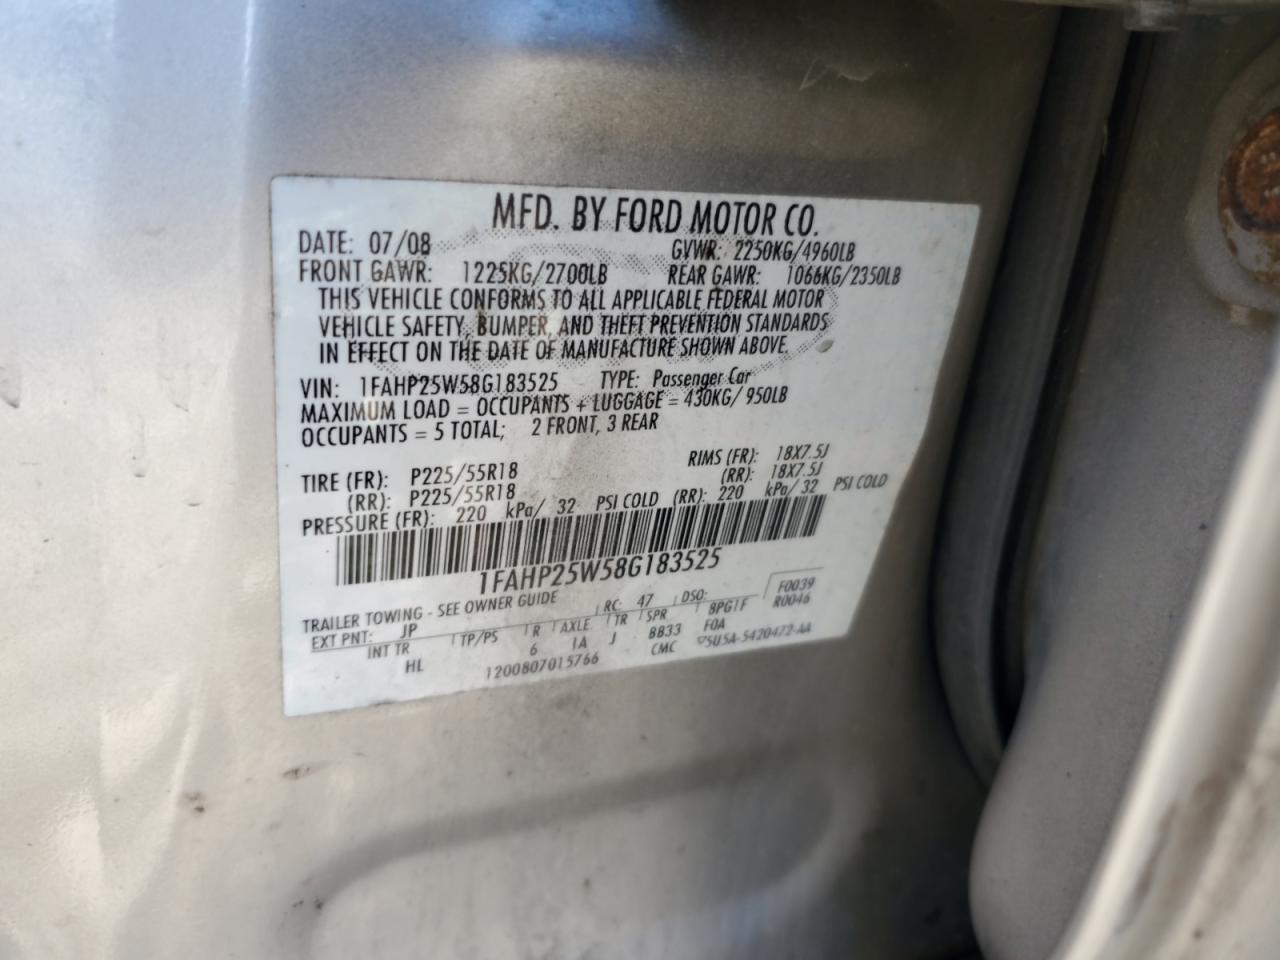 MFD. BY FORD MOTOR CO.
DATE: 07/08 GVWR: 2250KG/4960LB
FRONT GAWR: 1225KG/2700LB REAR GAWR: 1066KG/2350LB
THIS VEHICLE CONFORMS TO ALL APPLICABLE FEDERAL MOTOR
VEHICLE SAFETY, BUMPER, AND THEFT PREVENTION STANDARDS
IN EFFECT ON THE DATE OF MANUFACTURE SHOWN ABOVE.
VIN: 1FAHP25W58G183525 TYPE: Passenger Car
MAXIMUM LOAD = OCCUPANTS + LUGGAGE = 430KG/ 950LB
OCCUPANTS = 5 TOTAL; 2 FRONT, 3 REAR
TIRE (FR): P225/55R18 RIMS (FR): 18X7.5J
(RR): P225/55R18 (RR): 18X7.5J
PRESSURE (FR): 220 kPa/ 32 PSI COLD (RR): 220 kPa/ 32 PSI COLD
1FAHP25W58G183525
TRAILER TOWING - SEE OWNER GUIDE RC: 47 DSO: F0039
R0046
EXT PNT: JP TP/PS R AXLE TR SPR 8PG1F
INT TR 6 1A J BB33 F0A
HL 1200807015766 CMC 5U5A-5420472-AA